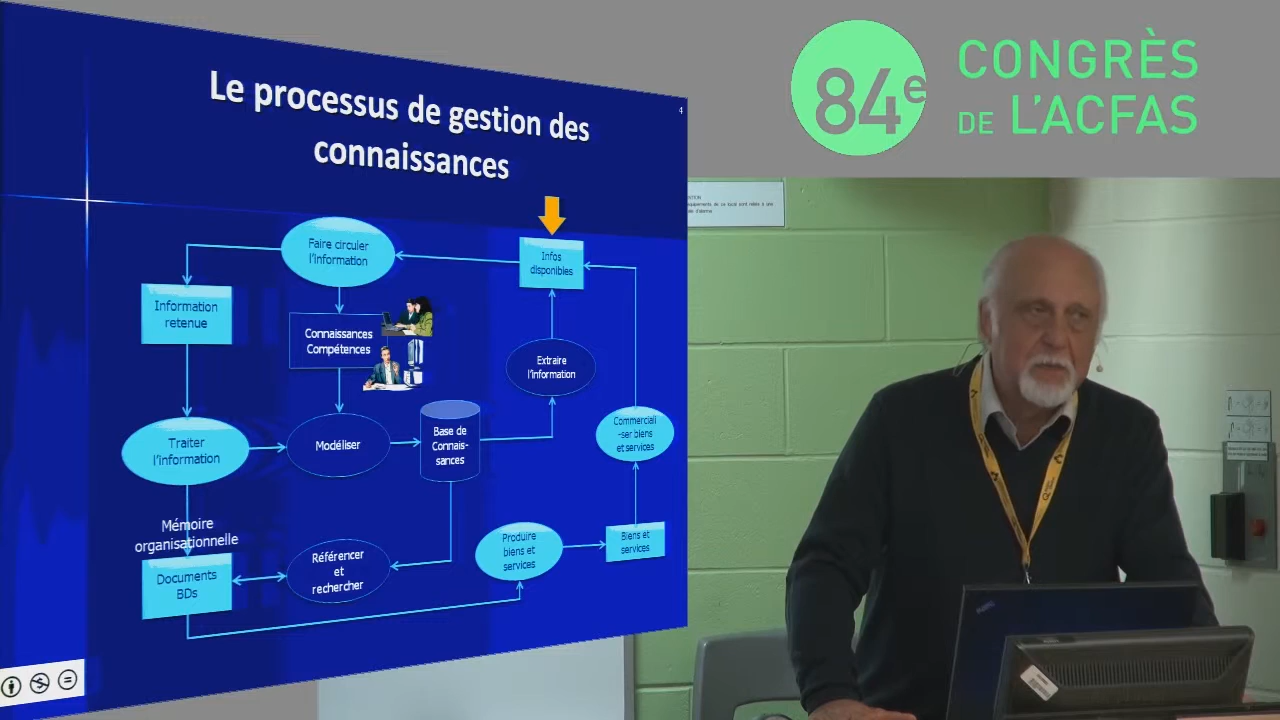 Le processus de gestion des
connaissances
4
84e
CONGRÈS
DE L'ACFAS
Faire circuler
l'information
Infos
disponibles
Information
retenue
Connaissances
Compétences
Extraire
l'information
Traiter
l'information
Modéliser
Base de
Connais-
sances
Commerciali
-ser biens
et services
Mémoire
organisationnelle
Documents
BDs
Référencer
et
rechercher
Produire
biens et
services
Biens et
services